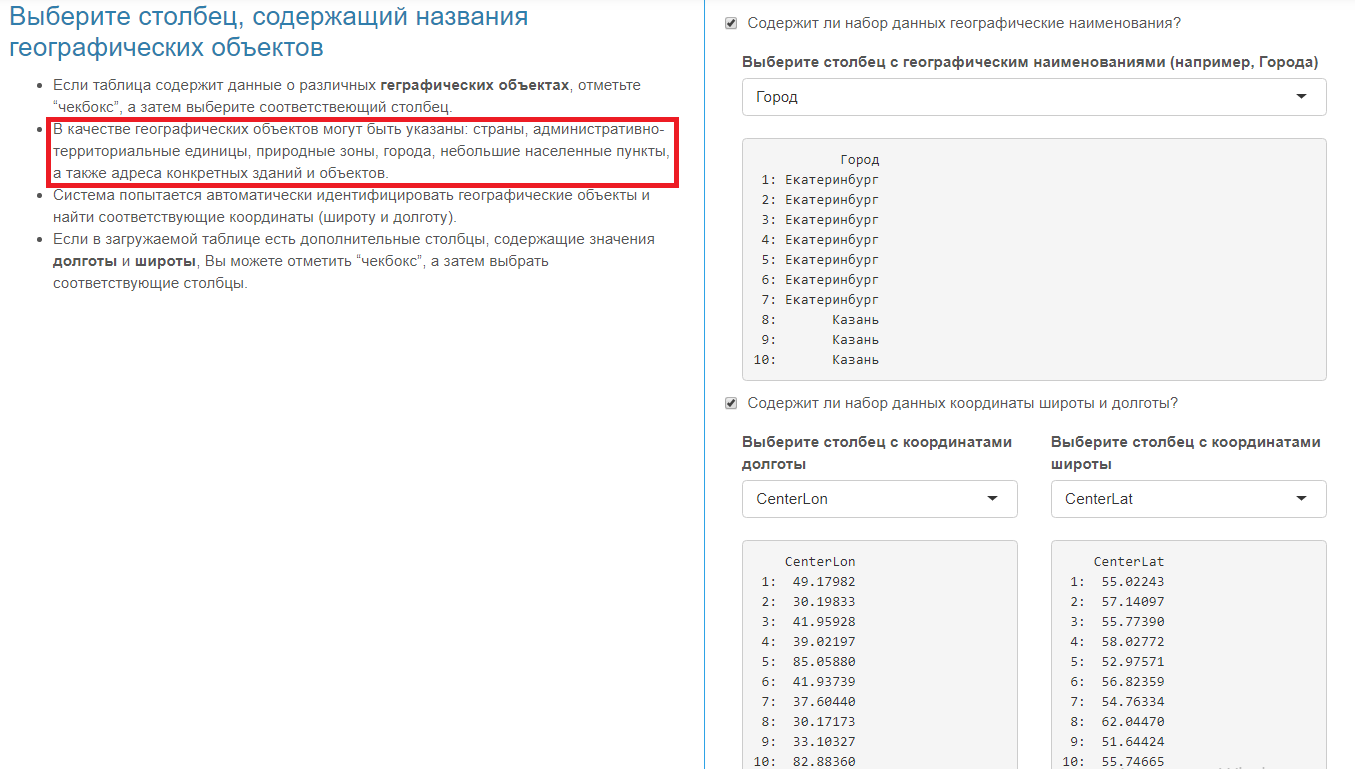 Выберите столбец, содержащий названия
географических объектов
Если таблица содержит данные о различных геграфических объектах, отметьте
“чекбокс”, а затем выберите соответствеющий столбец.
В качестве географических объектов могут быть указаны: страны, административно-
территориальные единицы, природные зоны, города, небольшие населенные пункты,
а также адреса конкретных зданий и объектов.
Система попытается автоматически идентифицировать географические объекты и
найти соответствующие координаты (широту и долготу).
Если в загружаемой таблице есть дополнительные столбцы, содержащие значения
долготы и широты, Вы можете отметить “чекбокс”, а затем выбрать
соответствующие столбцы.
Содержит ли набор данных географические наименования?
Выберите столбец с географическим наименованиями (например, Города)
Город
Город
1: Екатеринбург
2: Екатеринбург
3: Екатеринбург
4: Екатеринбург
5: Екатеринбург
6: Екатеринбург
7: Екатеринбург
8: Казань
9: Казань
10: Казань
Содержит ли набор данных координаты широты и долготы?
Выберите столбец с координатами
долготы
CenterLon
CenterLon
1: 49.17982
2: 30.19833
3: 41.95928
4: 39.02197
5: 85.05880
6: 41.93739
7: 37.60440
8: 30.17173
9: 33.10327
10: 82.88360
Выберите столбец с координатами
широты
CenterLat
CenterLat
1: 55.02243
2: 57.14097
3: 55.77390
4: 58.02772
5: 52.97571
6: 56.82359
7: 54.76334
8: 62.04470
9: 51.64424
10: 55.74665